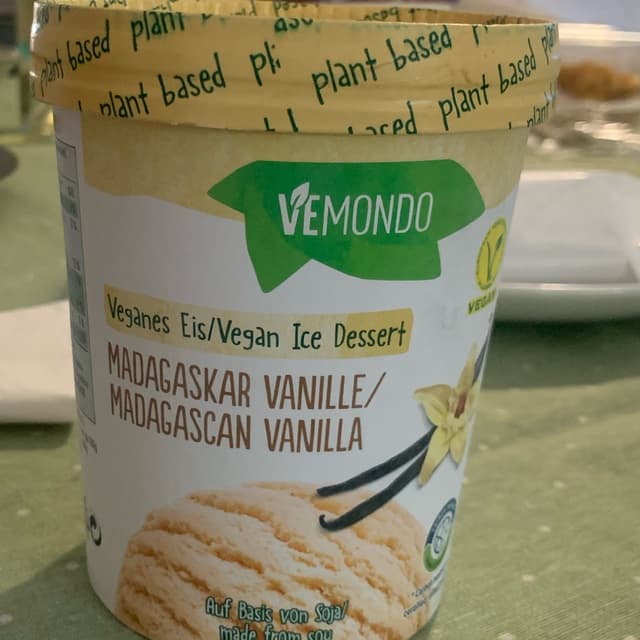 plant based plant based plant based
plant based plant based
VEMONDO
VEGAN
Veganes Eis/Vegan Ice Dessert
MADAGASKAR VANILLE/
MADAGASCAN VANILLA
Auf Basis von Soja/
made from soy